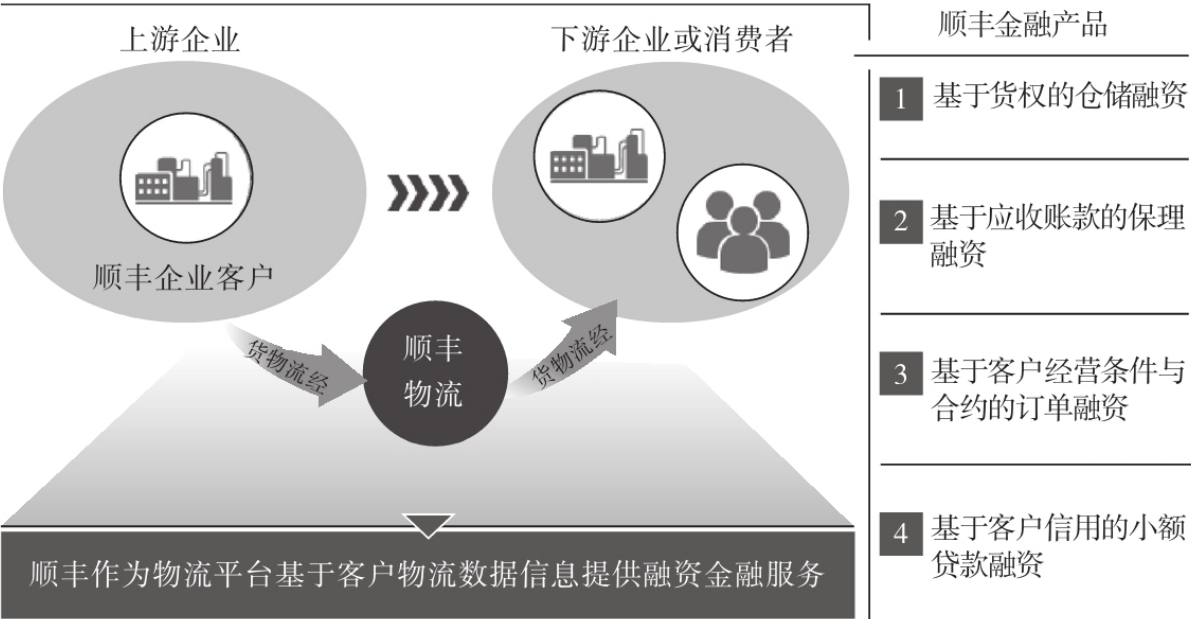 上游企业
下游企业或消费者
顺丰企业客户
货物流经
顺丰
物流
货物流经
顺丰作为物流平台基于客户物流数据信息提供融资金融服务
顺丰金融产品
1 基于货权的仓储融资
2 基于应收账款的保理
融资
3 基于客户经营条件与
合约的订单融资
4 基于客户信用的小额
贷款融资